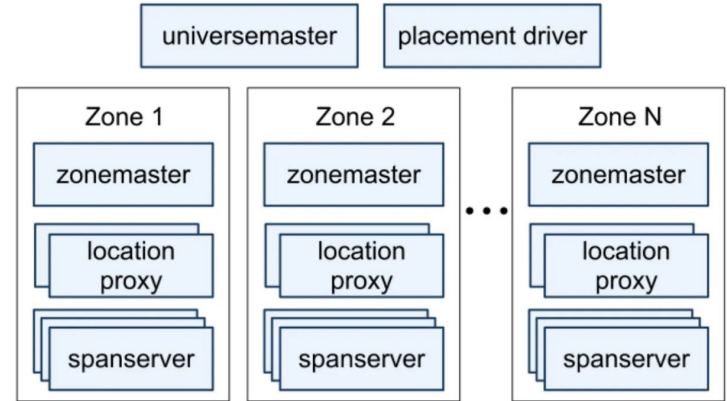 universemaster placement driver
Zone 1 Zone 2 Zone N
zonemaster zonemaster zonemaster
...
location location location
proxy proxy proxy
spanserver spanserver spanserver